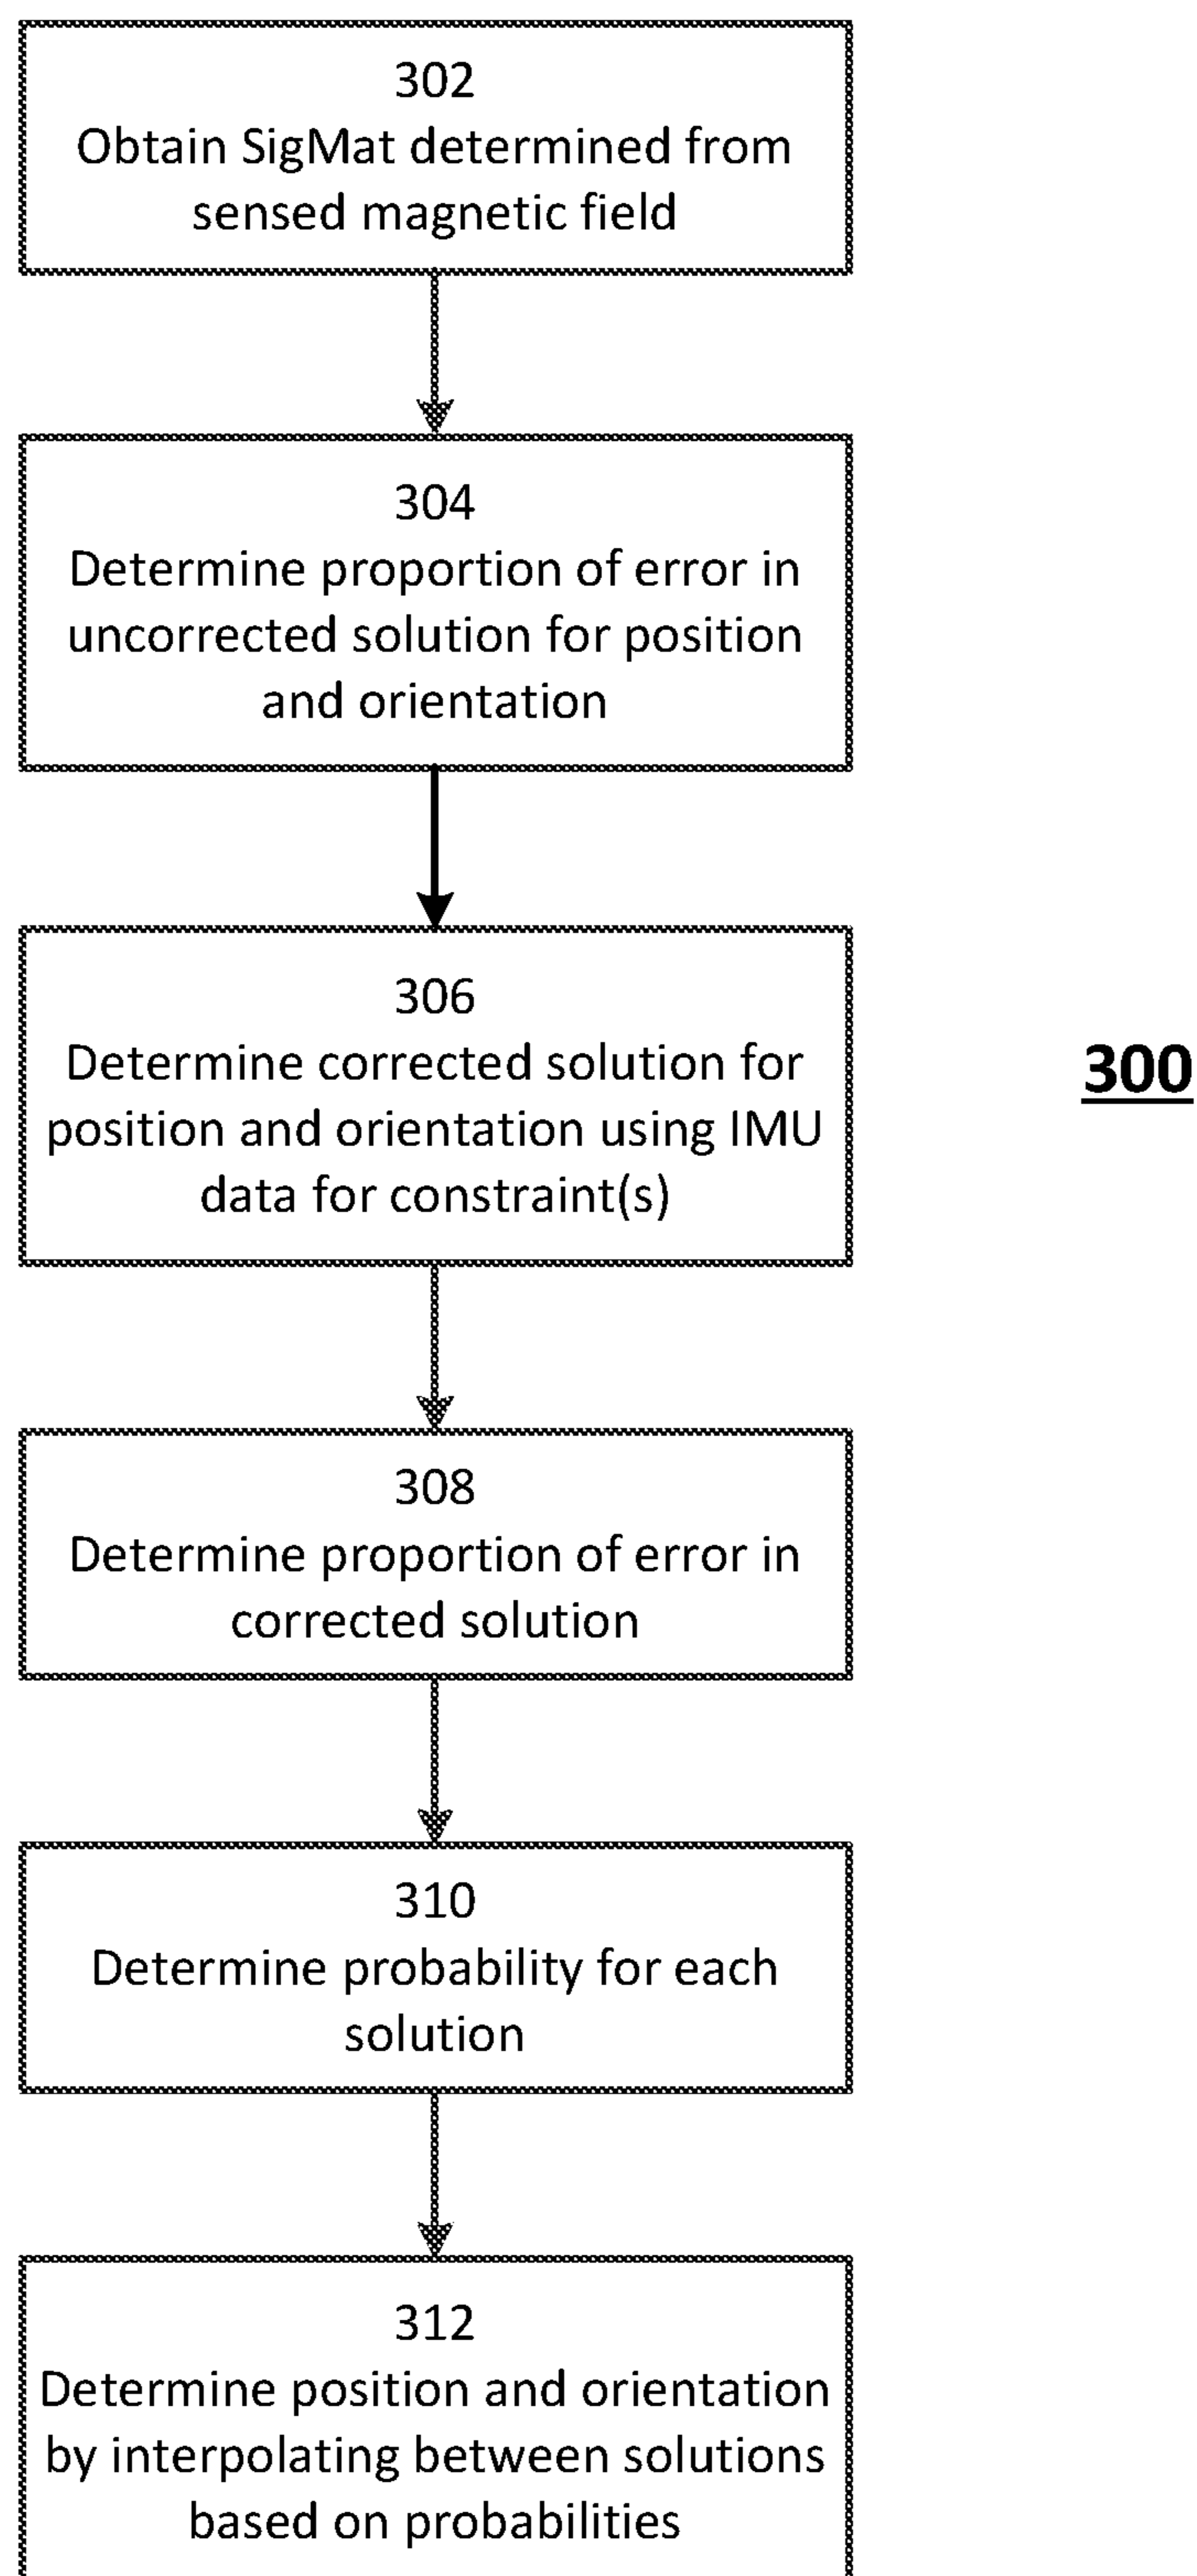 302
Obtain SigMat determined from
sensed magnetic field
304
Determine proportion of error in
uncorrected solution for position
and orientation
306
Determine corrected solution for
position and orientation using IMU
data for constraint(s)
300
308
Determine proportion of error in
corrected solution
310
Determine probability for each
solution
312
Determine position and orientation
by interpolating between solutions
based on probabilities